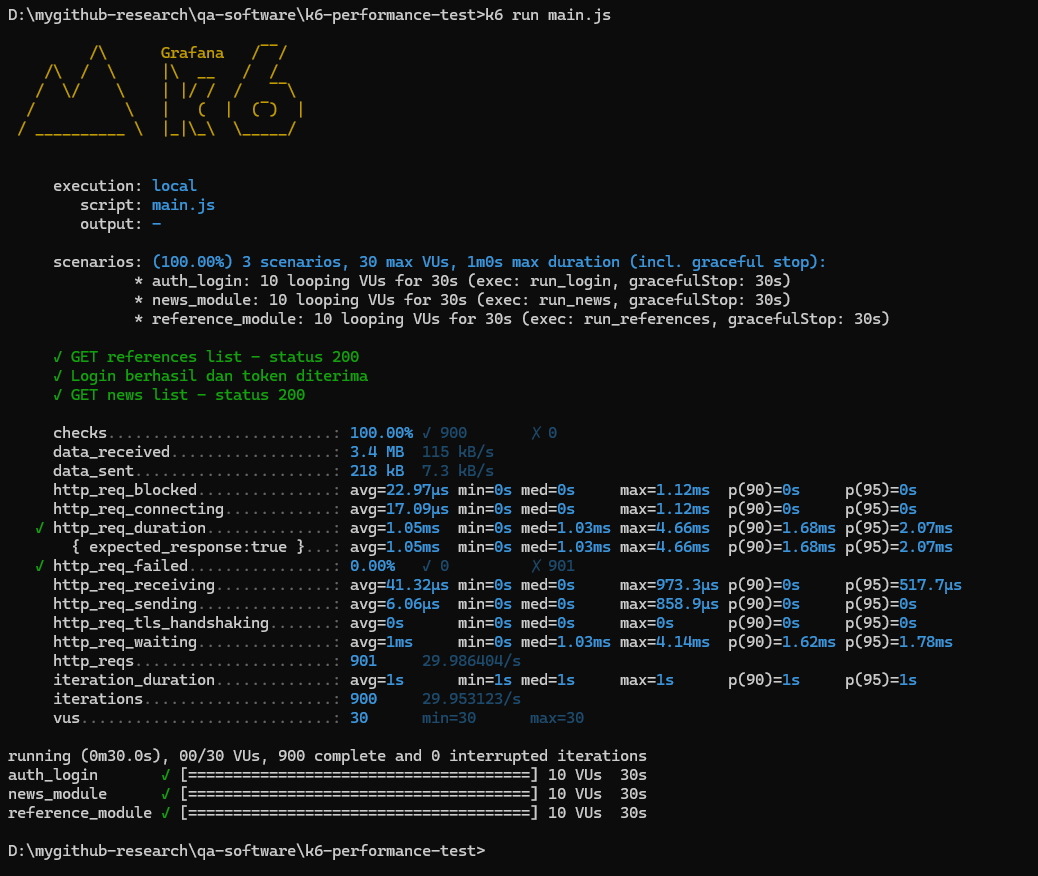 D:\mygithub-research\qa-software\k6-performance-test>k6 run main.js
Grafana
execution: local
script: main.js
output: -
scenarios: (100.00%) 3 scenarios, 30 max VUs, 1m0s max duration (incl. graceful stop):
* auth_login: 10 looping VUs for 30s (exec: run_login, gracefulStop: 30s)
* news_module: 10 looping VUs for 30s (exec: run_news, gracefulStop: 30s)
* reference_module: 10 looping VUs for 30s (exec: run_references, gracefulStop: 30s)
✓ GET references list - status 200
✓ Login berhasil dan token diterima
✓ GET news list - status 200
checks.........................: 100.00% ✓ 900 ✗ 0
data_received..................: 3.4 MB 115 kB/s
data_sent......................: 218 kB 7.3 kB/s
http_req_blocked...............: avg=22.97µs min=0s med=0s max=1.12ms p(90)=0s p(95)=0s
http_req_connecting............: avg=17.09µs min=0s med=0s max=1.12ms p(90)=0s p(95)=0s
✓ http_req_duration..............: avg=1.05ms min=0s med=1.03ms max=4.66ms p(90)=1.68ms p(95)=2.07ms
{ expected_response:true }...: avg=1.05ms min=0s med=1.03ms max=4.66ms p(90)=1.68ms p(95)=2.07ms
✓ http_req_failed................: 0.00% ✓ 0 ✗ 901
http_req_receiving.............: avg=41.32µs min=0s med=0s max=973.3µs p(90)=0s p(95)=517.7µs
http_req_sending...............: avg=6.06µs min=0s med=0s max=858.9µs p(90)=0s p(95)=0s
http_req_tls_handshaking.......: avg=0s min=0s med=0s max=0s p(90)=0s p(95)=0s
http_req_waiting...............: avg=1ms min=0s med=1.03ms max=4.14ms p(90)=1.62ms p(95)=1.78ms
http_reqs......................: 901 29.986404/s
iteration_duration.............: avg=1s min=1s med=1s max=1s p(90)=1s p(95)=1s
iterations.....................: 900 29.953123/s
vus............................: 30 min=30 max=30
running (0m30.0s), 00/30 VUs, 900 complete and 0 interrupted iterations
auth_login ✓ [======================================] 10 VUs 30s
news_module ✓ [======================================] 10 VUs 30s
reference_module ✓ [======================================] 10 VUs 30s
D:\mygithub-research\qa-software\k6-performance-test>